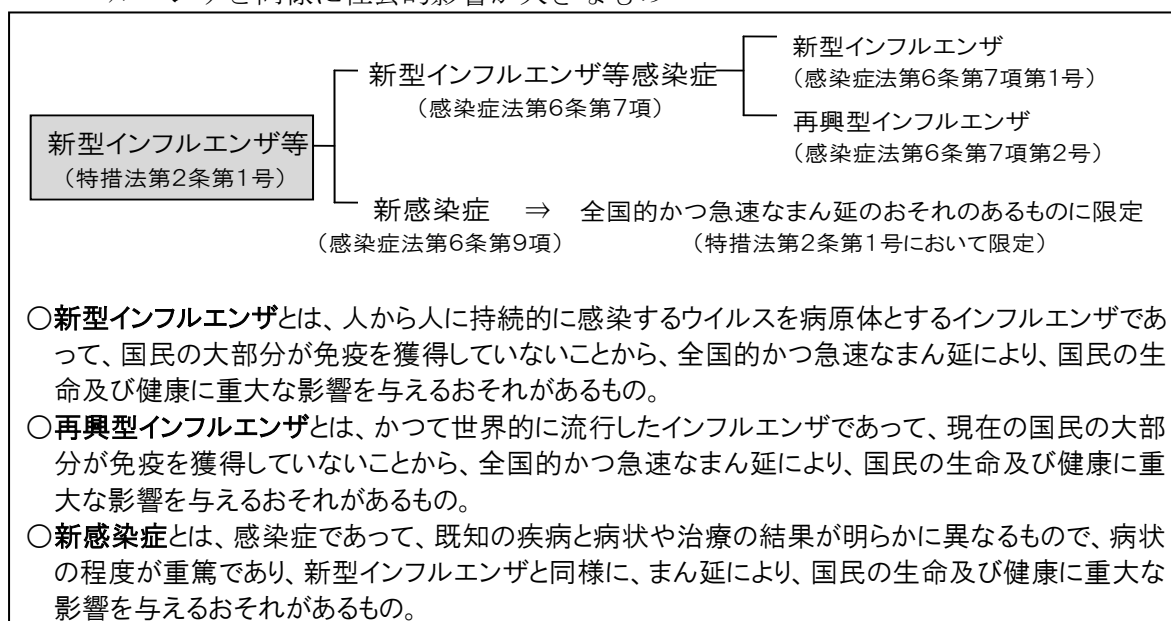 新型インフルエンザ
(感染症法第6条第7項第1号)
新型インフルエンザ等感染症
(感染症法第6条第7項)
再興型インフルエンザ
(感染症法第6条第7項第2号)
新型インフルエンザ等
(特措法第2条第1号)
新感染症 ⇒ 全国的かつ急速なまん延のおそれのあるものに限定
(感染症法第6条第9項) (特措法第2条第1号において限定)
○新型インフルエンザとは、人から人に持続的に感染するウイルスを病原体とするインフルエンザであ
って、国民の大部分が免疫を獲得していないことから、全国的かつ急速なまん延により、国民の生
命及び健康に重大な影響を与えるおそれがあるもの。
○再興型インフルエンザとは、かつて世界的に流行したインフルエンザであって、現在の国民の大部
分が免疫を獲得していないことから、全国的かつ急速なまん延により、国民の生命及び健康に重
大な影響を与えるおそれがあるもの。
○新感染症とは、感染症であって、既知の疾病と病状や治療の結果が明らかに異なるもので、病状
の程度が重篤であり、新型インフルエンザと同様に、まん延により、国民の生命及び健康に重大な
影響を与えるおそれがあるもの。